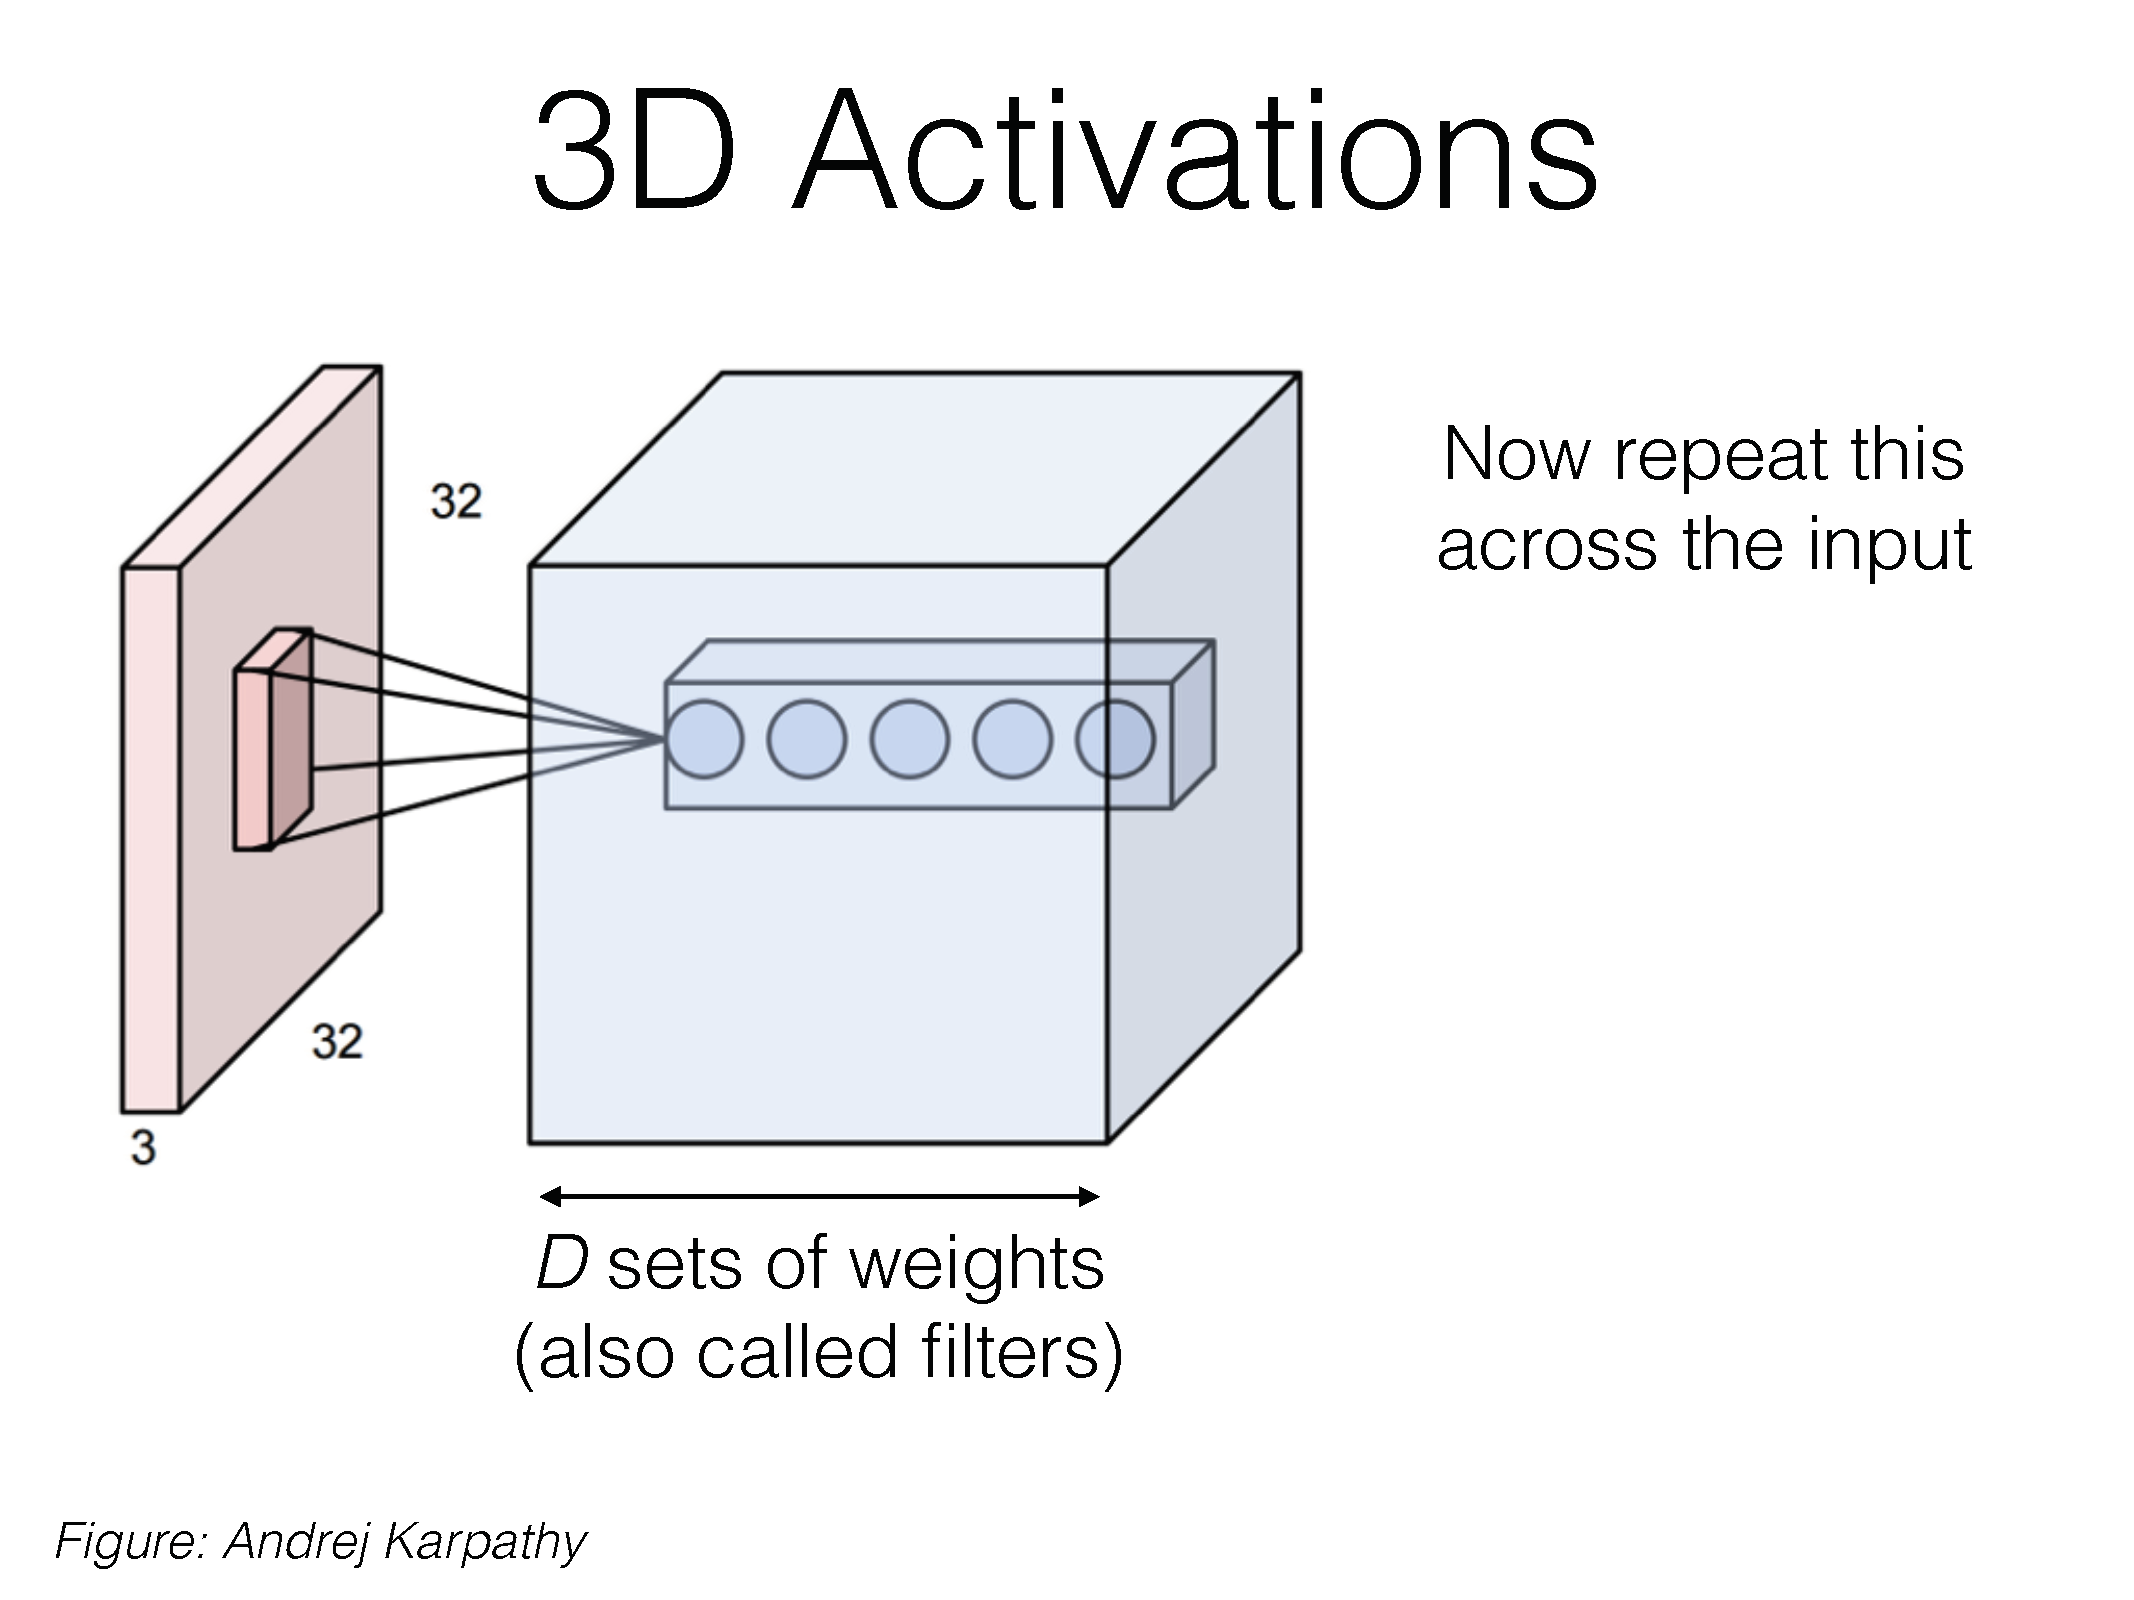 3D Activations
32
Now repeat this
across the input
32
3
D sets of weights
(also called filters)
Figure: Andrej Karpathy